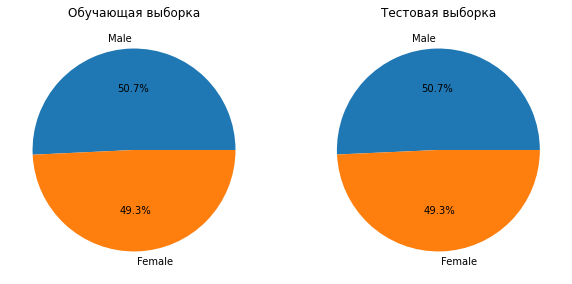 Обучающая выборка
Male
50.7%
49.3%
Female
Тестовая выборка
Male
50.7%
49.3%
Female